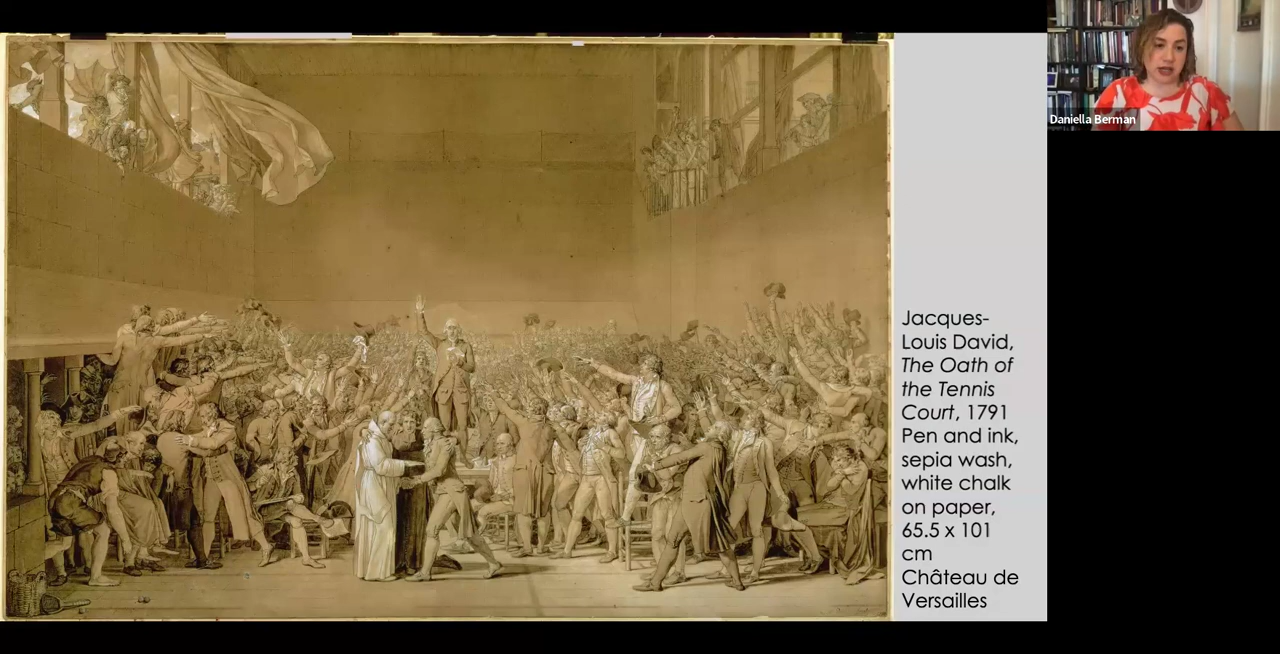 Daniella Berman
Jacques-
Louis David,
The Oath of
the Tennis
Court, 1791
Pen and ink,
sepia wash,
white chalk
on paper,
65.5 x 101
cm
Château de
Versailles